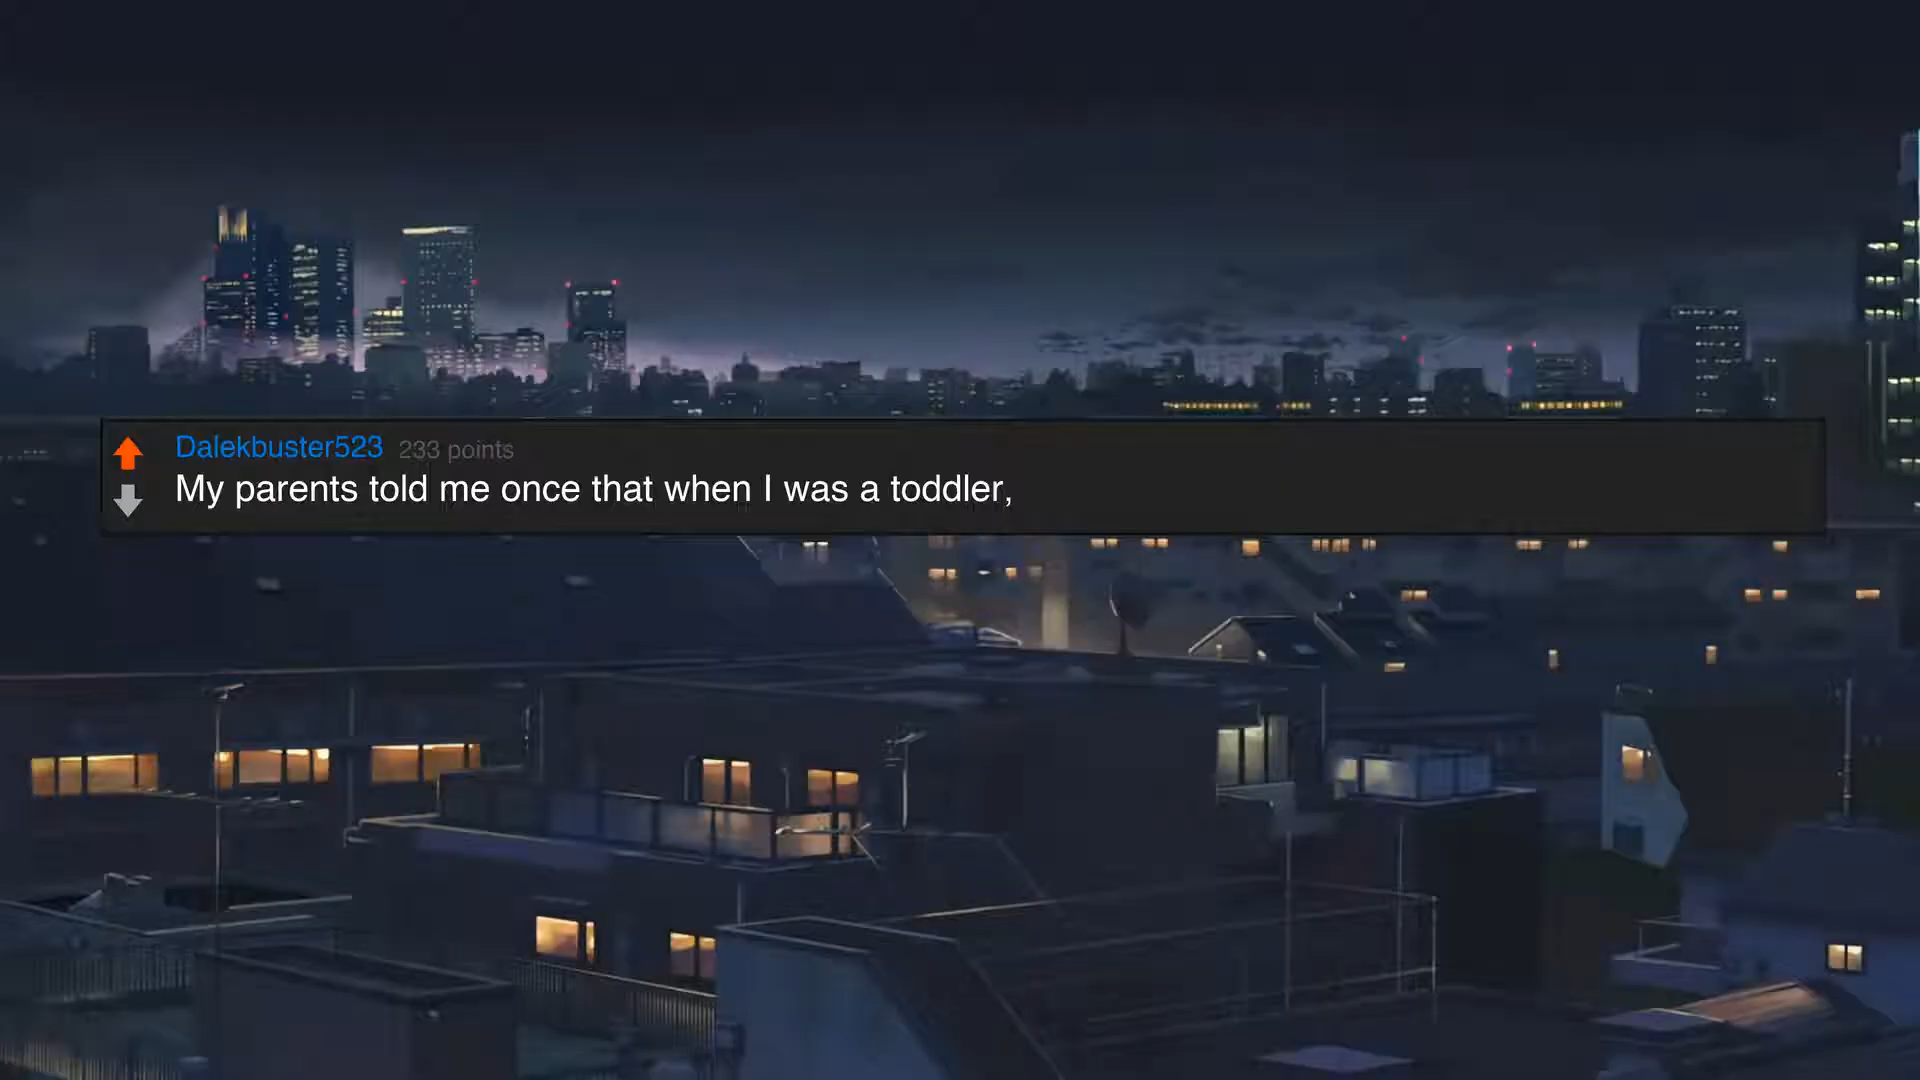 Dalekbuster523 233 points
My parents told me once that when I was a toddler,